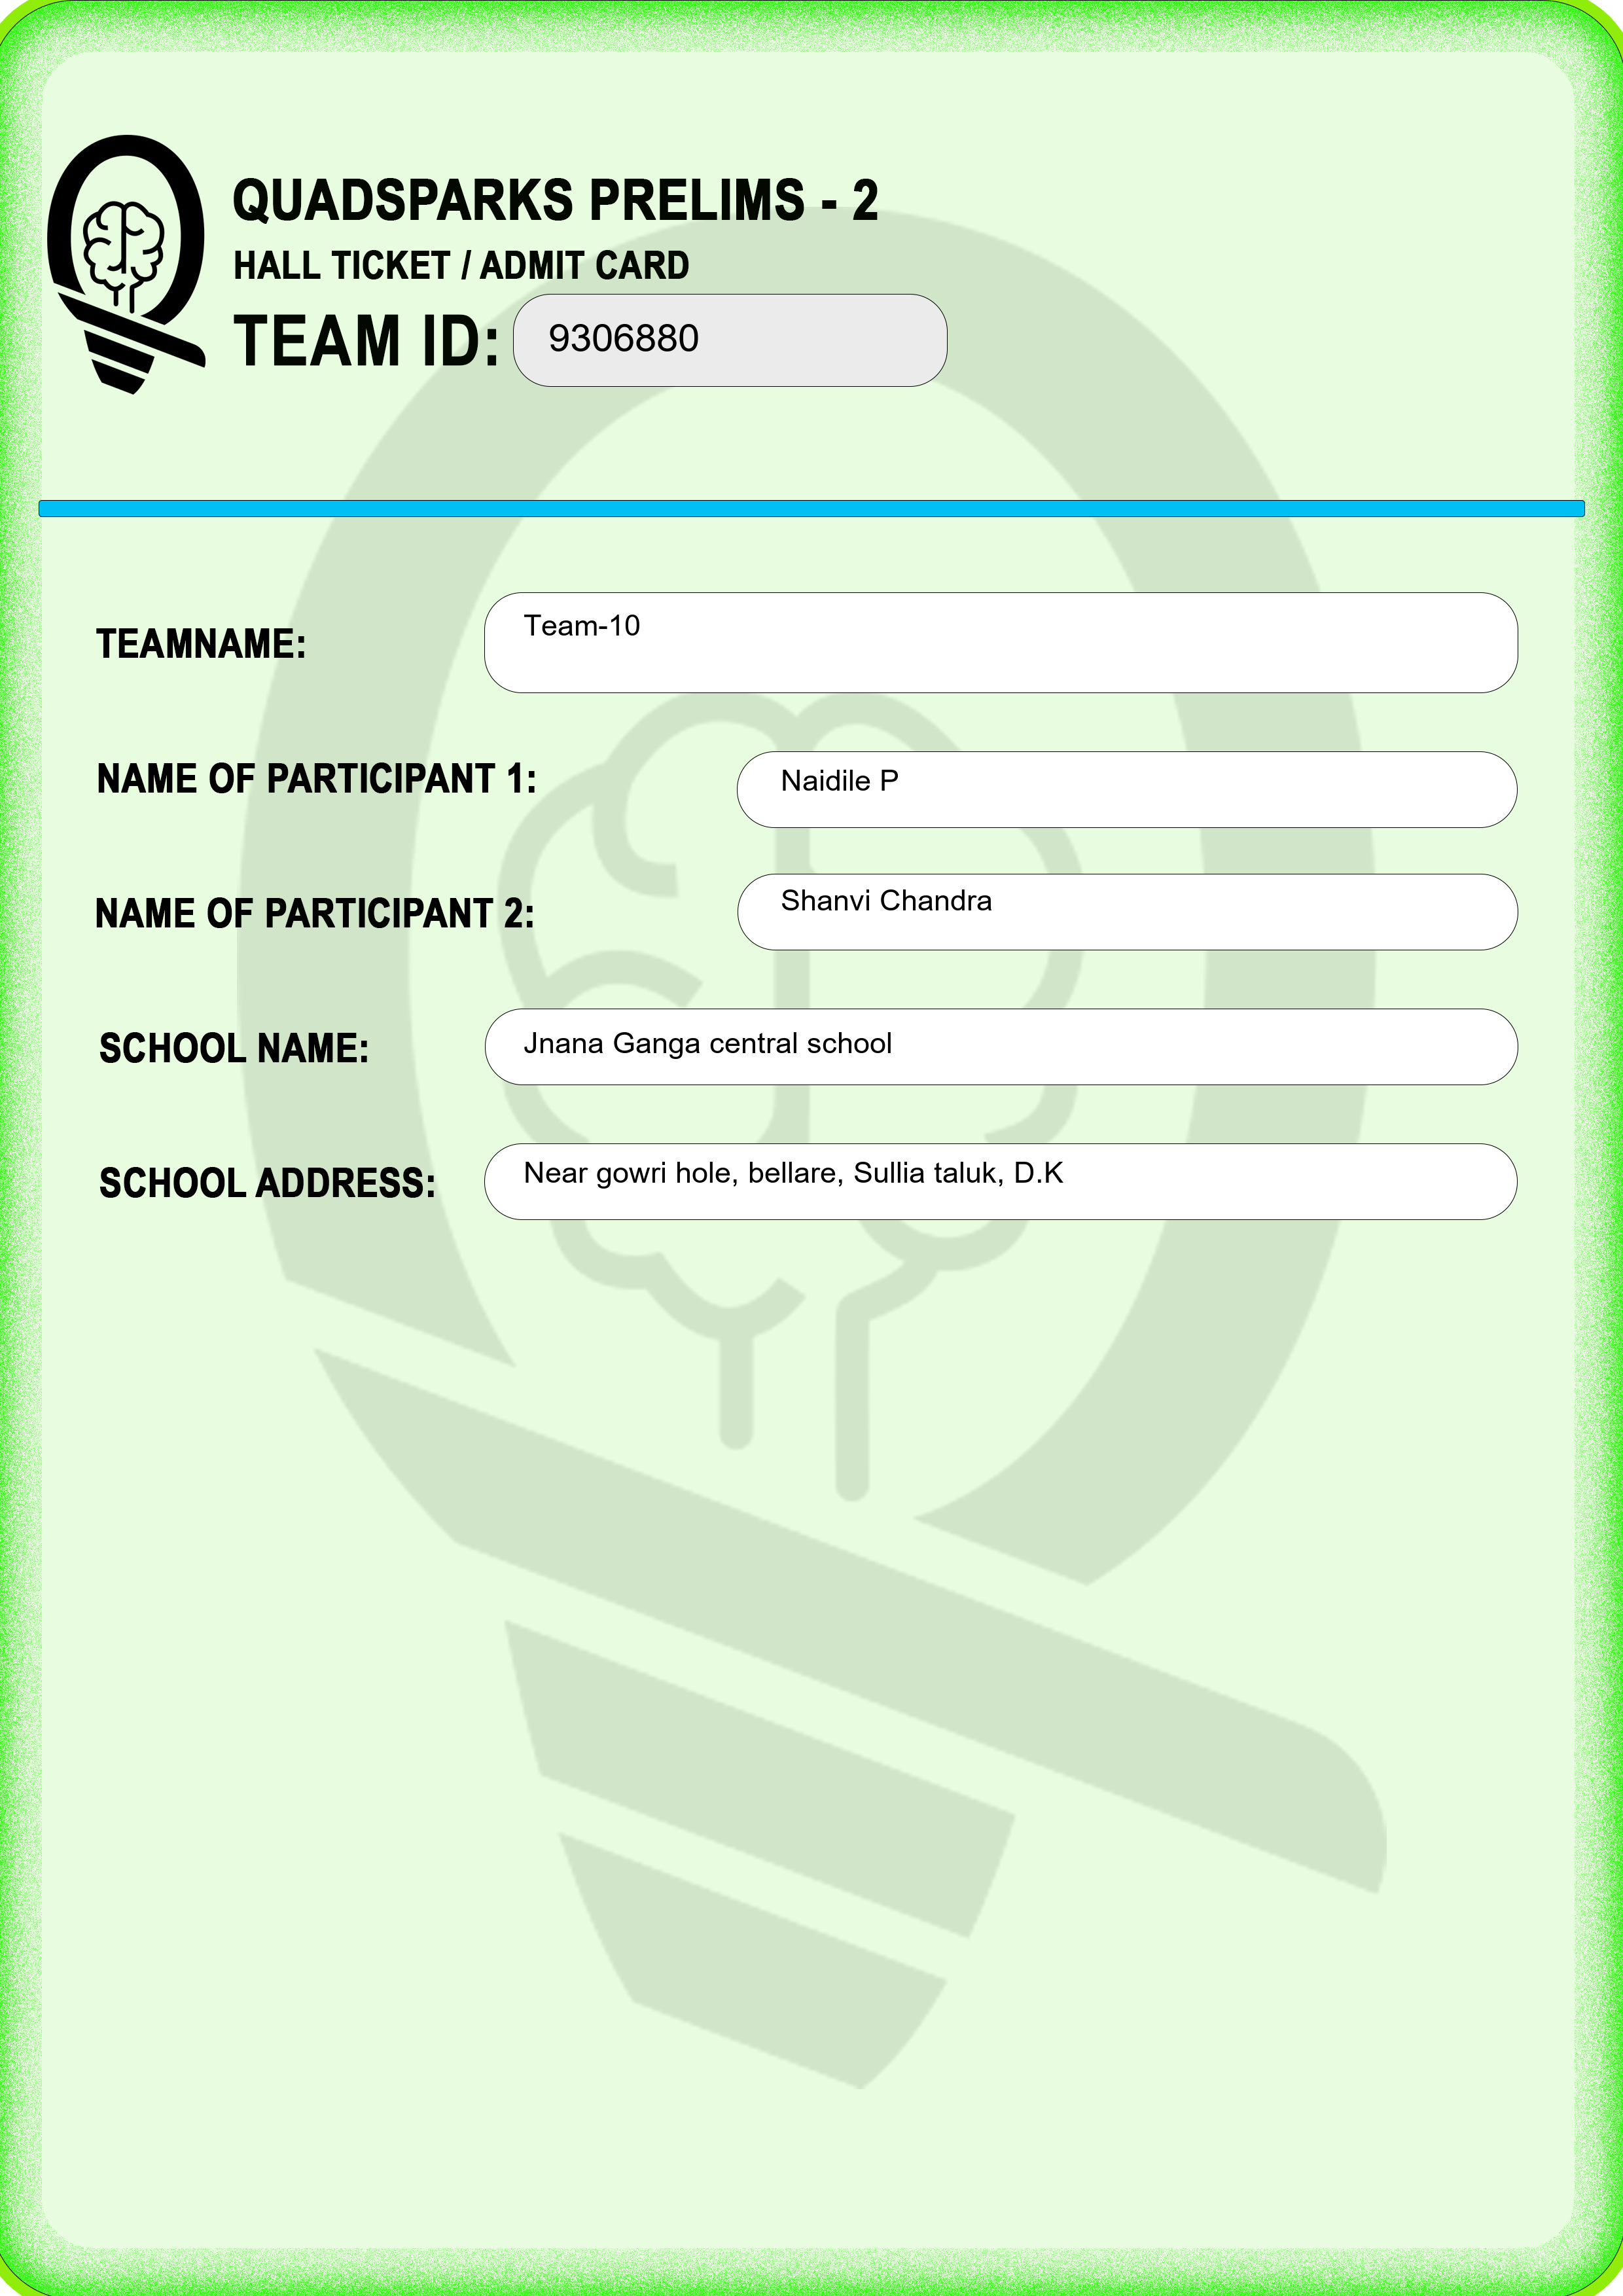 QUADSPARKS PRELIMS - 2
HALL TICKET / ADMIT CARD
TEAM ID: 9306880
TEAMNAME: Team-10
NAME OF PARTICIPANT 1: Naidile P
NAME OF PARTICIPANT 2: Shanvi Chandra
SCHOOL NAME: Jnana Ganga central school
SCHOOL ADDRESS: Near gowri hole, bellare, Sullia taluk, D.K